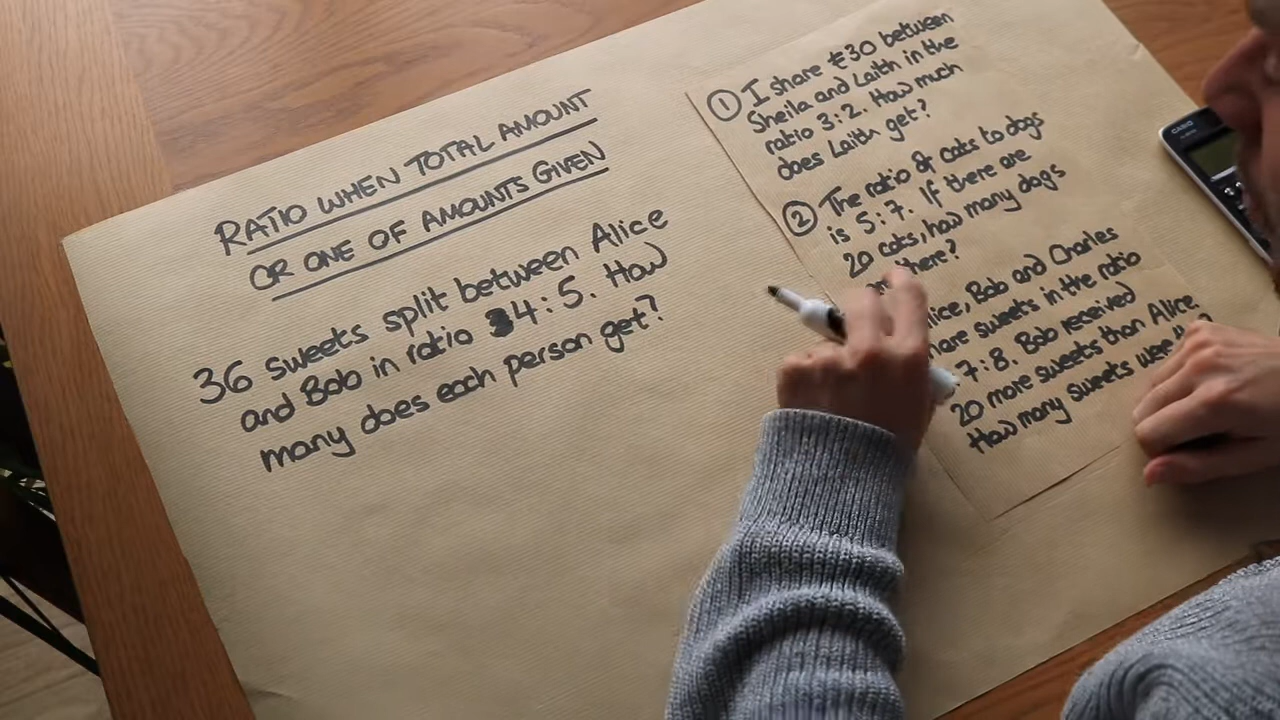 RATIO WHEN TOTAL AMOUNT
OR ONE OF AMOUNTS GIVEN
36 sweets split between Alice
and Bob in ratio 4:5. How
many does each person get?
① I share €30 between
Sheila and Laith in the
ratio 3:2. How much
does Laith get?
② The ratio of cats to dogs
is 5:7. If there are
20 cats, how many dogs
there?
Bob and Charles
sweets in the ratio
7:8. Bob received
20 more sweets than Alice.
How many sweets were
CASIO